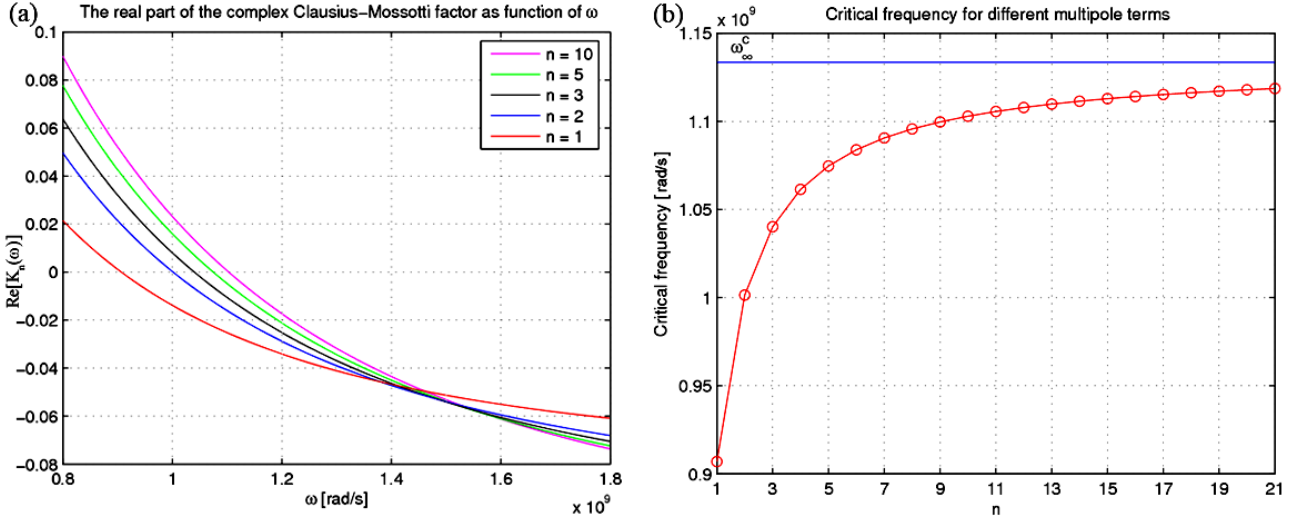 (a)
The real part of the complex Clausius-Mossotti factor as function of ω
0.1
0.08
0.06
0.04
0.02
0
-0.02
-0.04
-0.06
-0.08
Re[Kn(ω)]
n = 10
n = 5
n = 3
n = 2
n = 1
0.8
1
1.2
1.4
1.6
1.8
ω [rad/s]
x 10^9
(b)
x 10^9
Critical frequency for different multipole terms
1.15
1.1
1.05
1
0.95
0.9
Critical frequency [rad/s]
ω∞^c
1
3
5
7
9
11
13
15
17
19
21
n